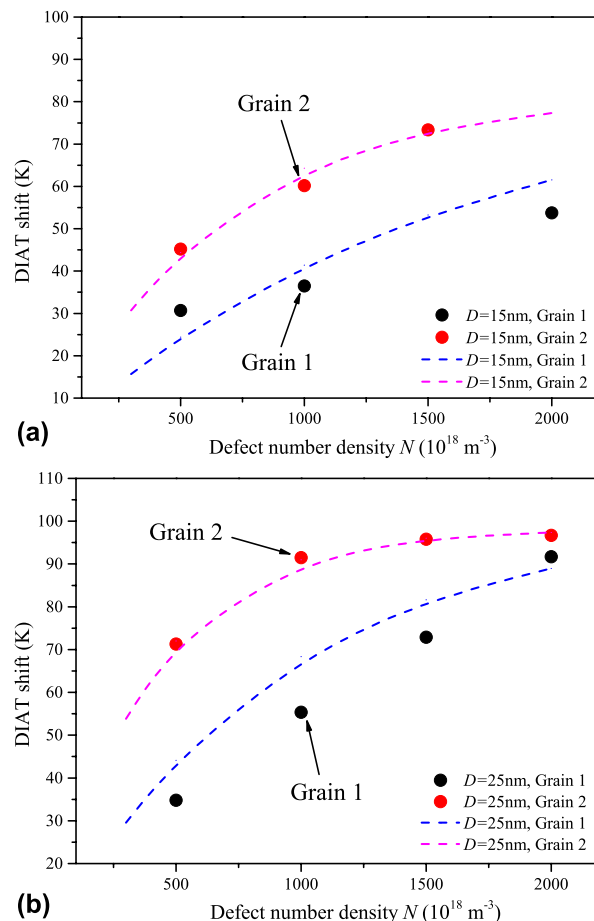 100
90
80
70
60
50
40
30
20
10
DIAT shift (K)
Grain 2
Grain 1
D=15nm, Grain 1
D=15nm, Grain 2
D=15nm, Grain 1
D=15nm, Grain 2
500 1000 1500 2000
(a)
Defect number density N (10^18 m^-3)
110
100
90
80
70
60
50
40
30
20
DIAT shift (K)
Grain 2
Grain 1
D=25nm, Grain 1
D=25nm, Grain 2
D=25nm, Grain 1
D=25nm, Grain 2
500 1000 1500 2000
(b)
Defect number density N (10^18 m^-3)